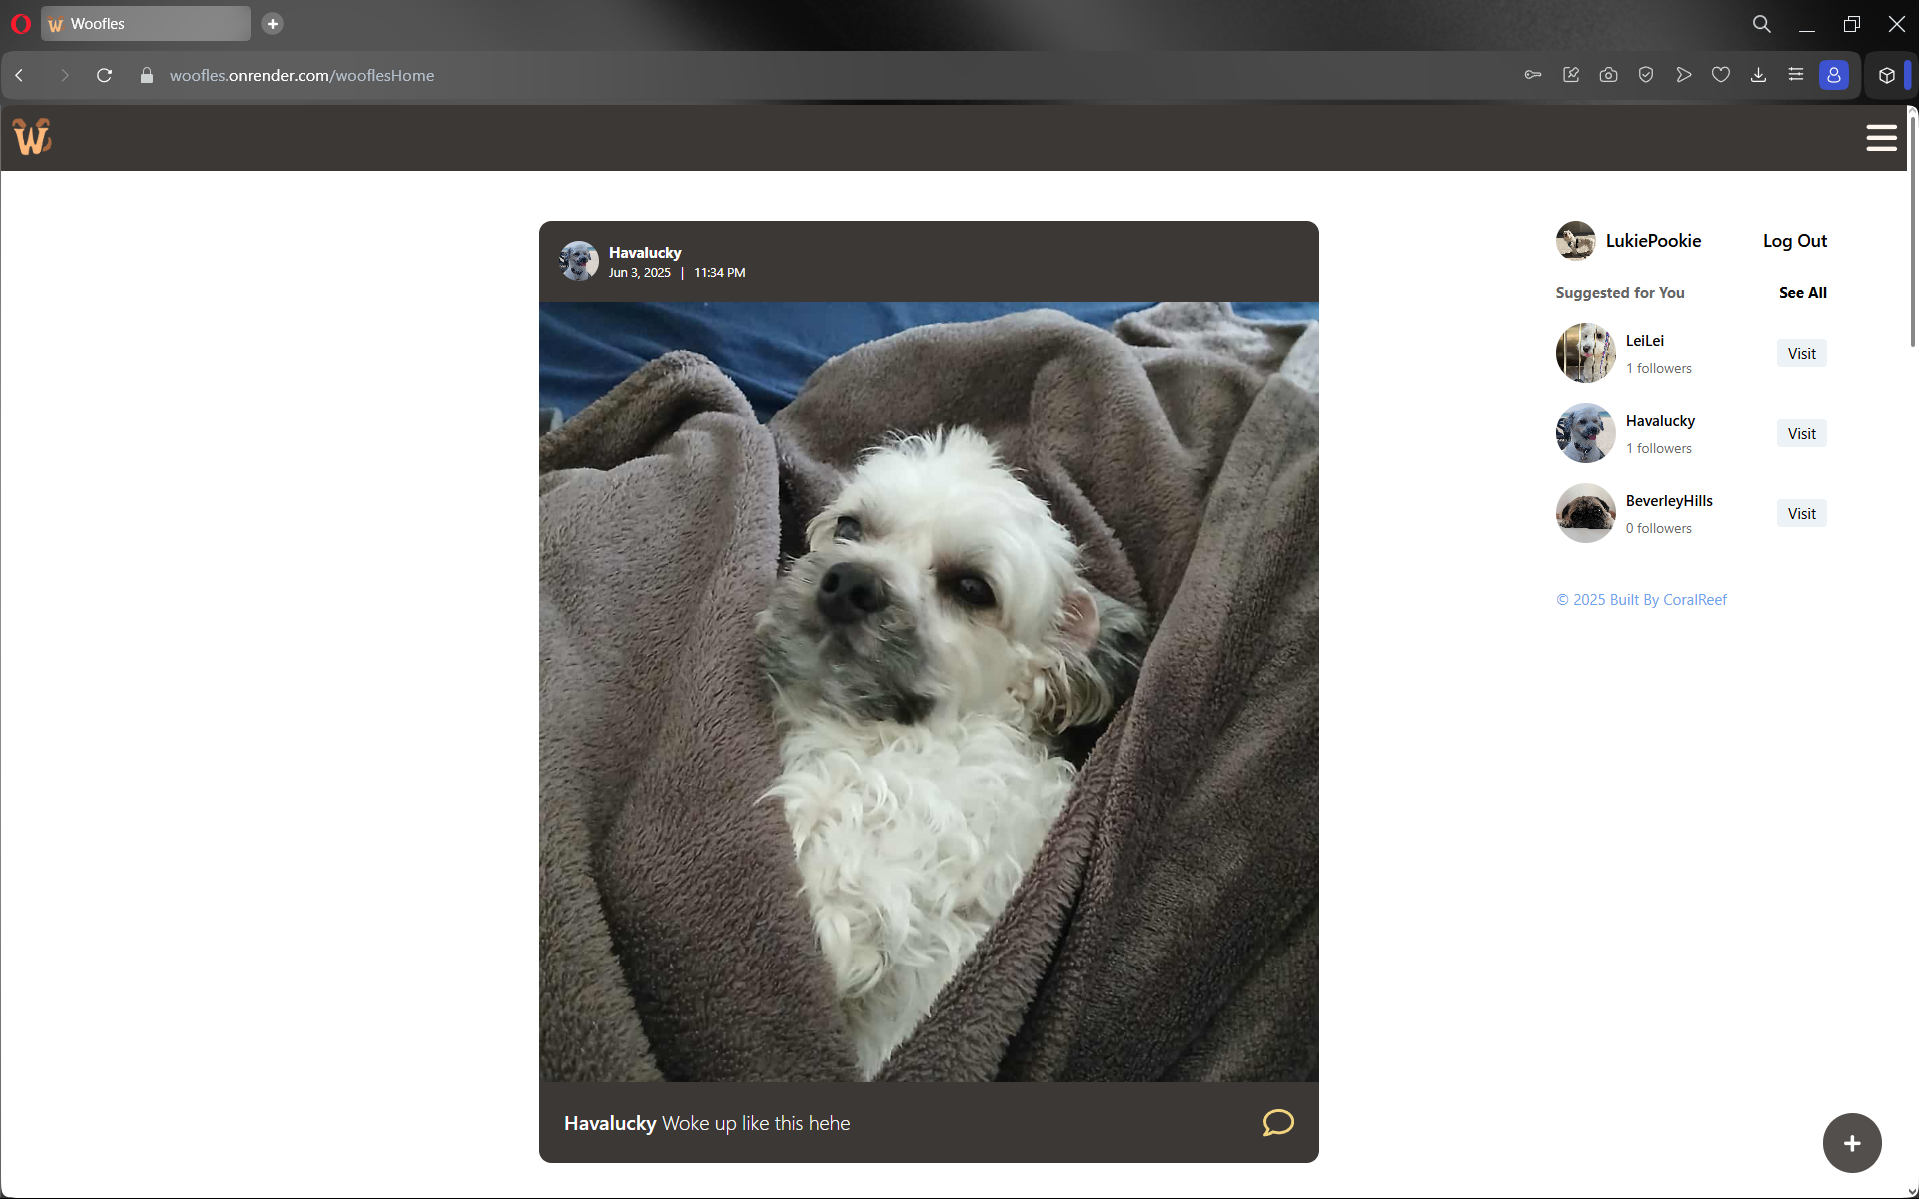 Woofles
woofles.onrender.com/wooflesHome
W
Havalucky
Jun 3, 2025 | 11:34 PM
LukiePookie Log Out
Suggested for You See All
LeiLei
1 followers
Visit
Havalucky
1 followers
Visit
BeverleyHills
0 followers
Visit
© 2025 Built By CoralReef
Havalucky Woke up like this hehe